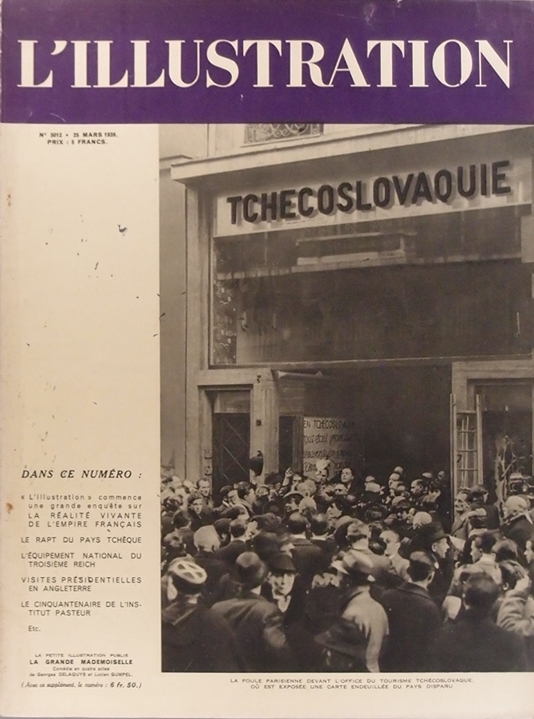 L'ILLUSTRATION
N° 5012 • 25 MARS 1939.
PRIX : 5 FRANCS.
TCHECOSLOVAQUIE
EN TCHÉCOSLOVAQUIE
DANS CE NUMÉRO :
« L'Illustration » commence
une grande enquête sur
LA RÉALITÉ VIVANTE
DE L'EMPIRE FRANÇAIS
LE RAPT DU PAYS TCHÈQUE
L'ÉQUIPEMENT NATIONAL DU
TROISIÈME REICH
VISITES PRÉSIDENTIELLES
EN ANGLETERRE
LE CINQUANTENAIRE DE L'INS-
TITUT PASTEUR
Etc.
LA PETITE ILLUSTRATION PUBLIE
LA GRANDE MADEMOISELLE
Comédie en quatre actes
de Georges DELAQUYS et Lucien GUMPEL.
(Avec ce supplément, le numéro : 6 fr. 50.)
LA FOULE PARISIENNE DEVANT L'OFFICE DU TOURISME TCHÉCOSLOVAQUE,
OÙ EST EXPOSÉE UNE CARTE ENDEUILLÉE DU PAYS DISPARU